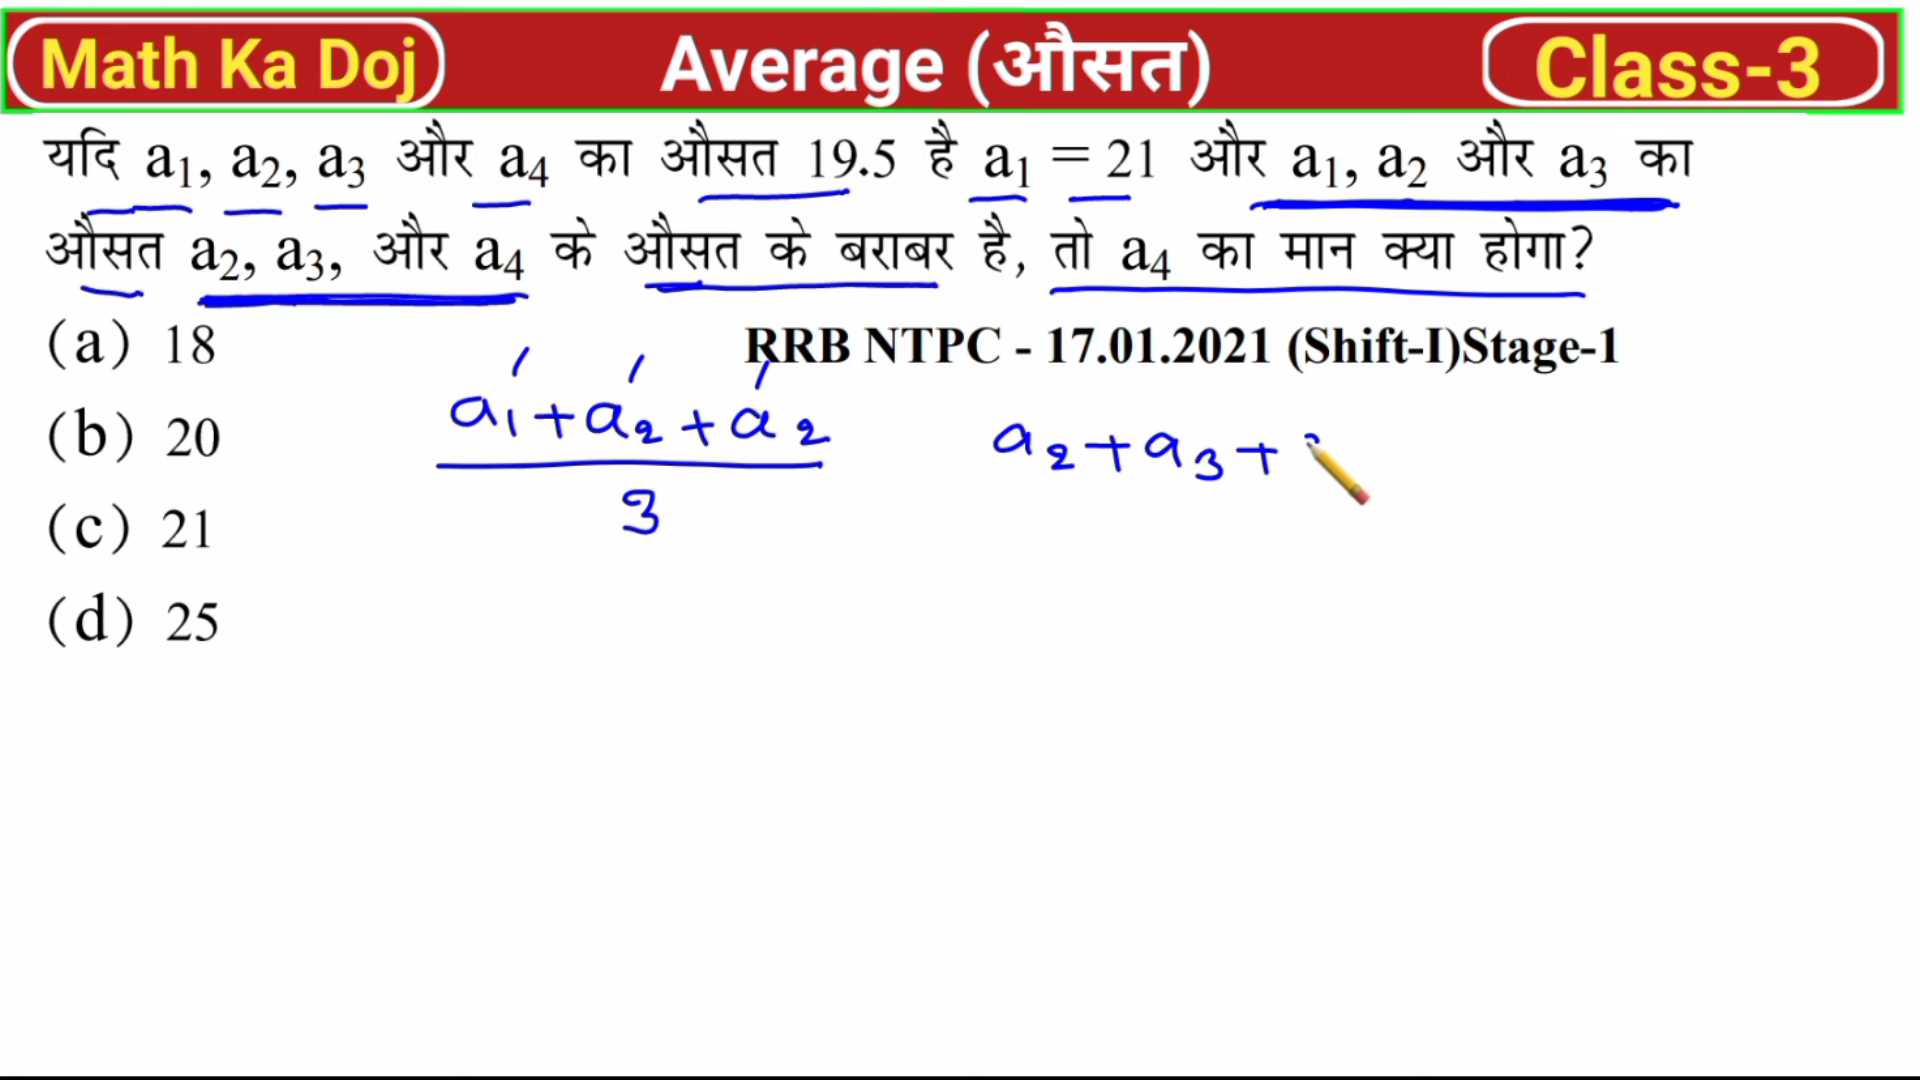 Math Ka Doj Average (औसत) Class-3
यदि a₁, a₂, a₃ और a₄ का औसत 19.5 है a₁ = 21 और a₁, a₂ और a₃ का
औसत a₂, a₃, और a₄ के औसत के बराबर है, तो a₄ का मान क्या होगा?
(a) 18
RRB NTPC - 17.01.2021 (Shift-I)Stage-1
(b) 20
a₁+a₂+a₂
3
a₂+a₃+
(c) 21
(d) 25